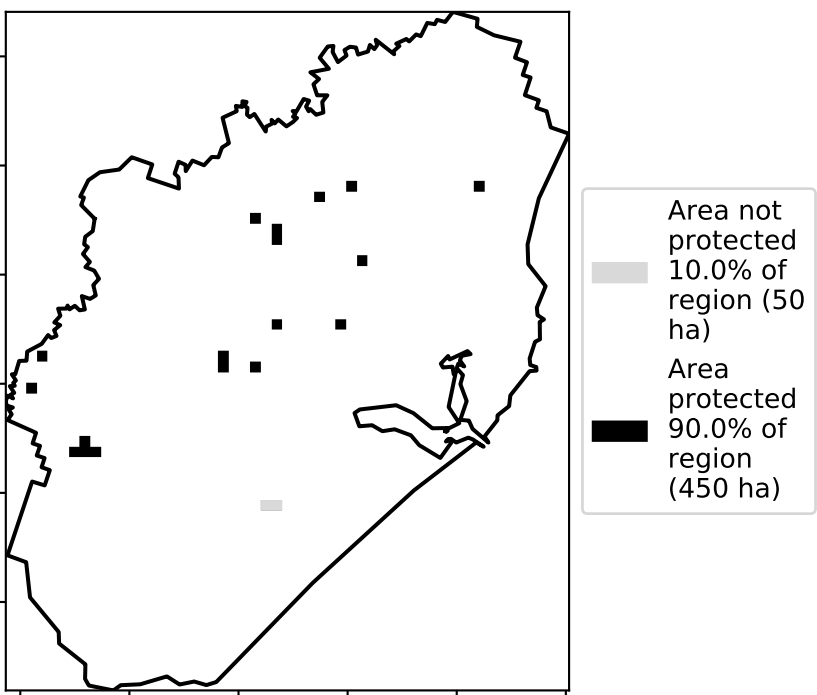 Area not
protected
10.0% of
region (50
ha)
Area
protected
90.0% of
region
(450 ha)